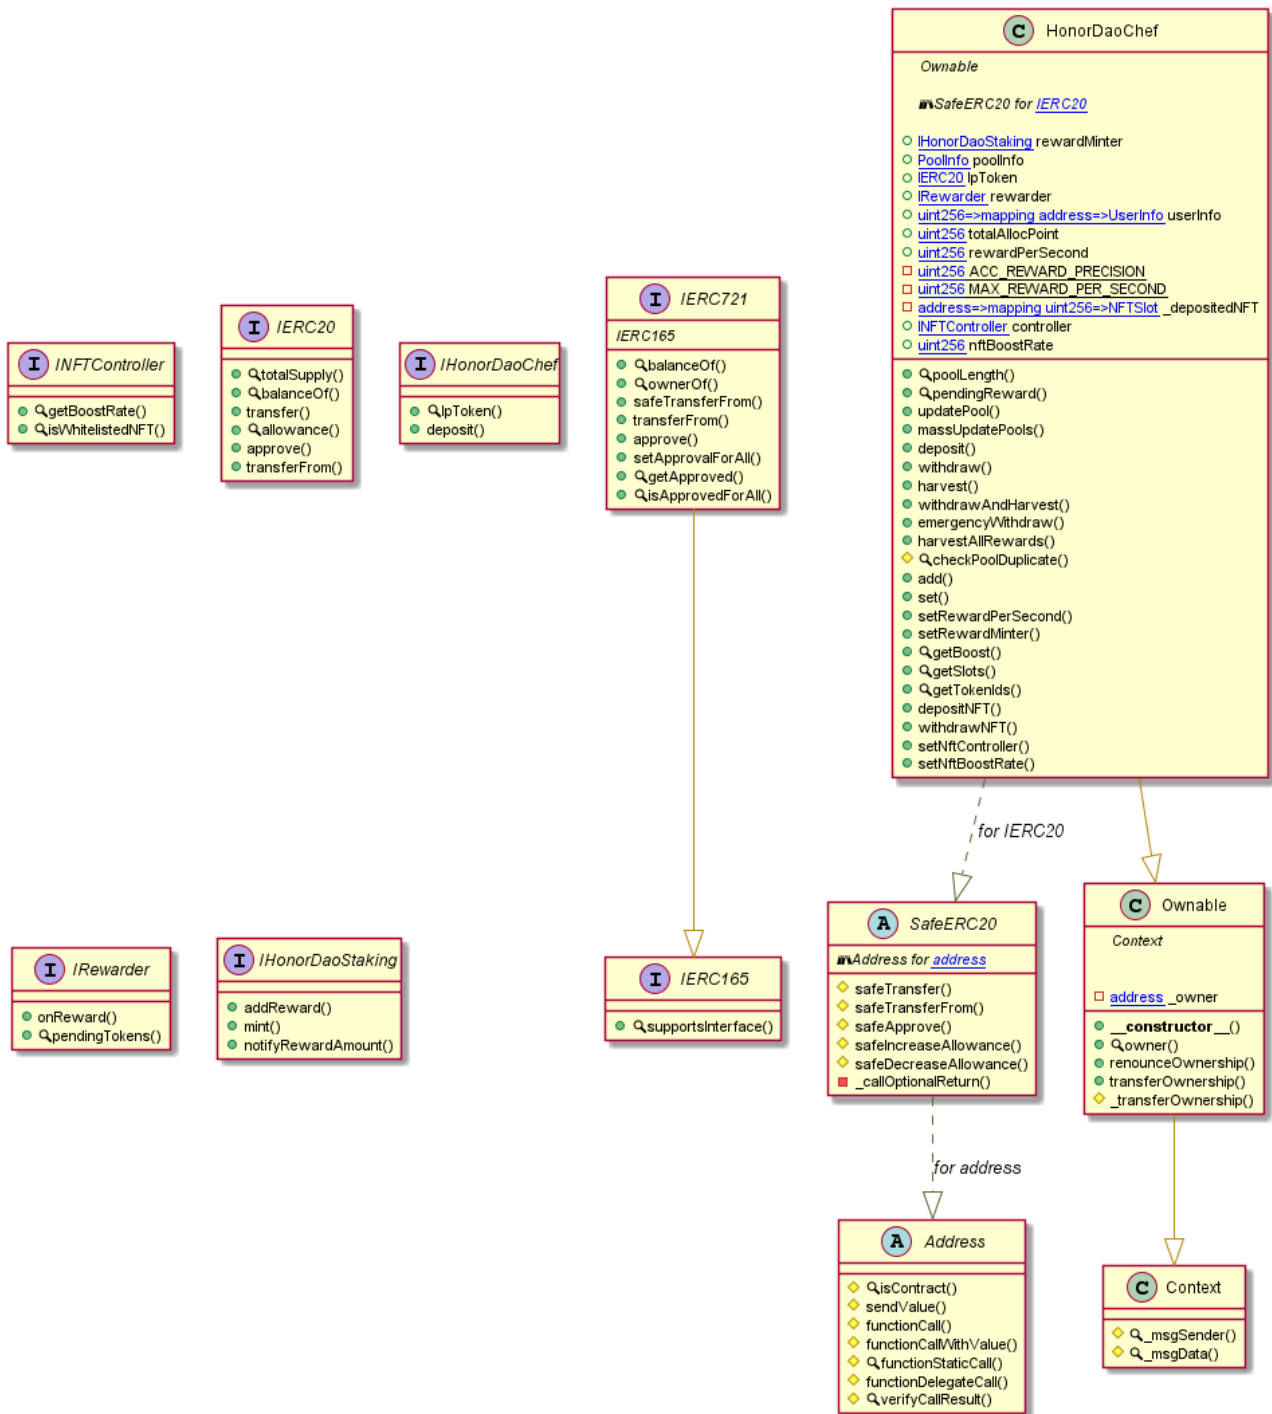 C HonorDaoChef
Ownable
SafeERC20 for IERC20
IHonorDaoStaking rewardMinter
PoolInfo poolInfo
IERC20 lpToken
IRewarder rewarder
uint256=>mapping address=>UserInfo userInfo
uint256 totalAllocPoint
uint256 rewardPerSecond
uint256 ACC_REWARD_PRECISION
uint256 MAX_REWARD_PER_SECOND
address=>mapping uint256=>NFTSlot _depositedNFT
INFTController controller
uint256 nftBoostRate
poolLength()
pendingReward()
updatePool()
massUpdatePools()
deposit()
withdraw()
harvest()
withdrawAndHarvest()
emergencyWithdraw()
harvestAllRewards()
checkPoolDuplicate()
add()
set()
setRewardPerSecond()
setRewardMinter()
getBoost()
getSlots()
getTokenIds()
depositNFT()
withdrawNFT()
setNftController()
setNftBoostRate()
I INFTController
getBoostRate()
isWhitelistedNFT()
I IERC20
totalSupply()
balanceOf()
transfer()
allowance()
approve()
transferFrom()
I IHonorDaoChef
lpToken()
deposit()
I IERC721
IERC165
balanceOf()
ownerOf()
safeTransferFrom()
transferFrom()
approve()
setApprovalForAll()
getApproved()
isApprovedForAll()
for IERC20
I IRewarder
onReward()
pendingTokens()
I IHonorDaoStaking
addReward()
mint()
notifyRewardAmount()
I IERC165
supportsInterface()
A SafeERC20
Address for address
safeTransfer()
safeTransferFrom()
safeApprove()
safeIncreaseAllowance()
safeDecreaseAllowance()
_callOptionalReturn()
C Ownable
Context
address _owner
__constructor__()
owner()
renounceOwnership()
transferOwnership()
_transferOwnership()
for address
A Address
isContract()
sendValue()
functionCall()
functionCallWithValue()
functionStaticCall()
functionDelegateCall()
verifyCallResult()
C Context
_msgSender()
_msgData()